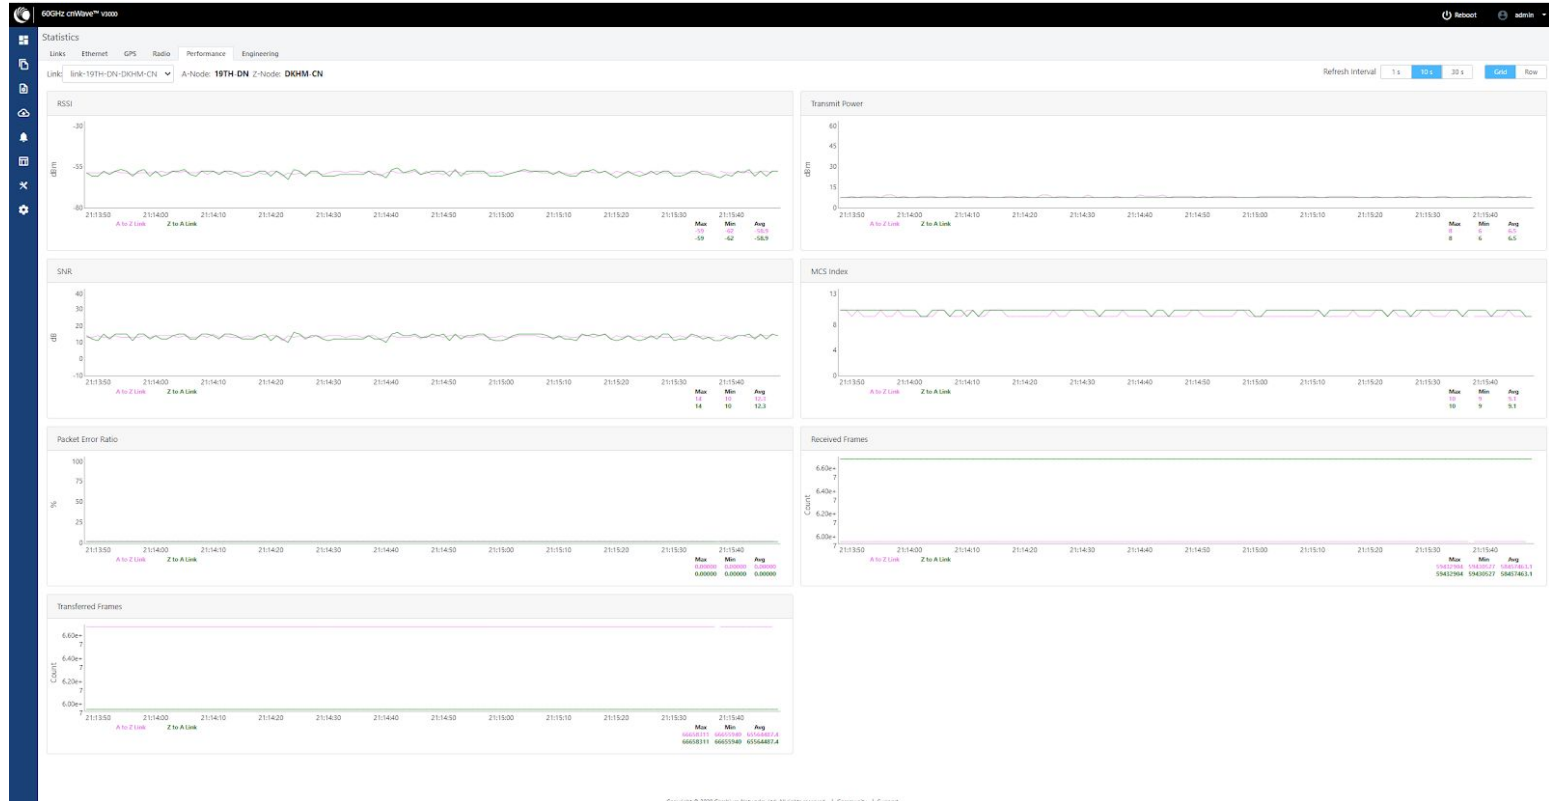 60GHz cnWave™ V3000
Reboot admin
Statistics
Links Ethernet GPS Radio Performance Engineering
Link: link-19TH-DN-DKHM-CN A-Node: 19TH-DN Z-Node: DKHM-CN
Refresh Interval 1 s 10 s 30 s Grid Row
RSSI
-30
-55
-80
dBm
21:13:50 21:14:00 21:14:10 21:14:20 21:14:30 21:14:40 21:14:50 21:15:00 21:15:10 21:15:20 21:15:30 21:15:40
A to Z Link Z to A Link
Max Min Avg
-59 -62 -58.9
-59 -62 -58.9
Transmit Power
60
45
30
15
0
dBm
21:13:50 21:14:00 21:14:10 21:14:20 21:14:30 21:14:40 21:14:50 21:15:00 21:15:10 21:15:20 21:15:30 21:15:40
A to Z Link Z to A Link
Max Min Avg
8 6 6.5
8 6 6.5
SNR
40
30
20
10
0
-10
dB
21:13:50 21:14:00 21:14:10 21:14:20 21:14:30 21:14:40 21:14:50 21:15:00 21:15:10 21:15:20 21:15:30 21:15:40
A to Z Link Z to A Link
Max Min Avg
14 10 12.3
14 10 12.3
MCS Index
13
8
4
0
21:13:50 21:14:00 21:14:10 21:14:20 21:14:30 21:14:40 21:14:50 21:15:00 21:15:10 21:15:20 21:15:30 21:15:40
A to Z Link Z to A Link
Max Min Avg
10 9 9.1
10 9 9.1
Packet Error Ratio
100
75
50
25
0
%
21:13:50 21:14:00 21:14:10 21:14:20 21:14:30 21:14:40 21:14:50 21:15:00 21:15:10 21:15:20 21:15:30 21:15:40
A to Z Link Z to A Link
Max Min Avg
0.00000 0.00000 0.00000
0.00000 0.00000 0.00000
Received Frames
6.60e+
7
6.40e+
7
6.20e+
7
6.00e+
7
Count
21:13:50 21:14:00 21:14:10 21:14:20 21:14:30 21:14:40 21:14:50 21:15:00 21:15:10 21:15:20 21:15:30 21:15:40
A to Z Link Z to A Link
Max Min Avg
59432984 59430527 58457463.1
59432984 59430527 58457463.1
Transferred Frames
6.60e+
7
6.40e+
7
6.20e+
7
6.00e+
7
Count
21:13:50 21:14:00 21:14:10 21:14:20 21:14:30 21:14:40 21:14:50 21:15:00 21:15:10 21:15:20 21:15:30 21:15:40
A to Z Link Z to A Link
Max Min Avg
66658311 66655940 65564487.4
66658311 66655940 65564487.4